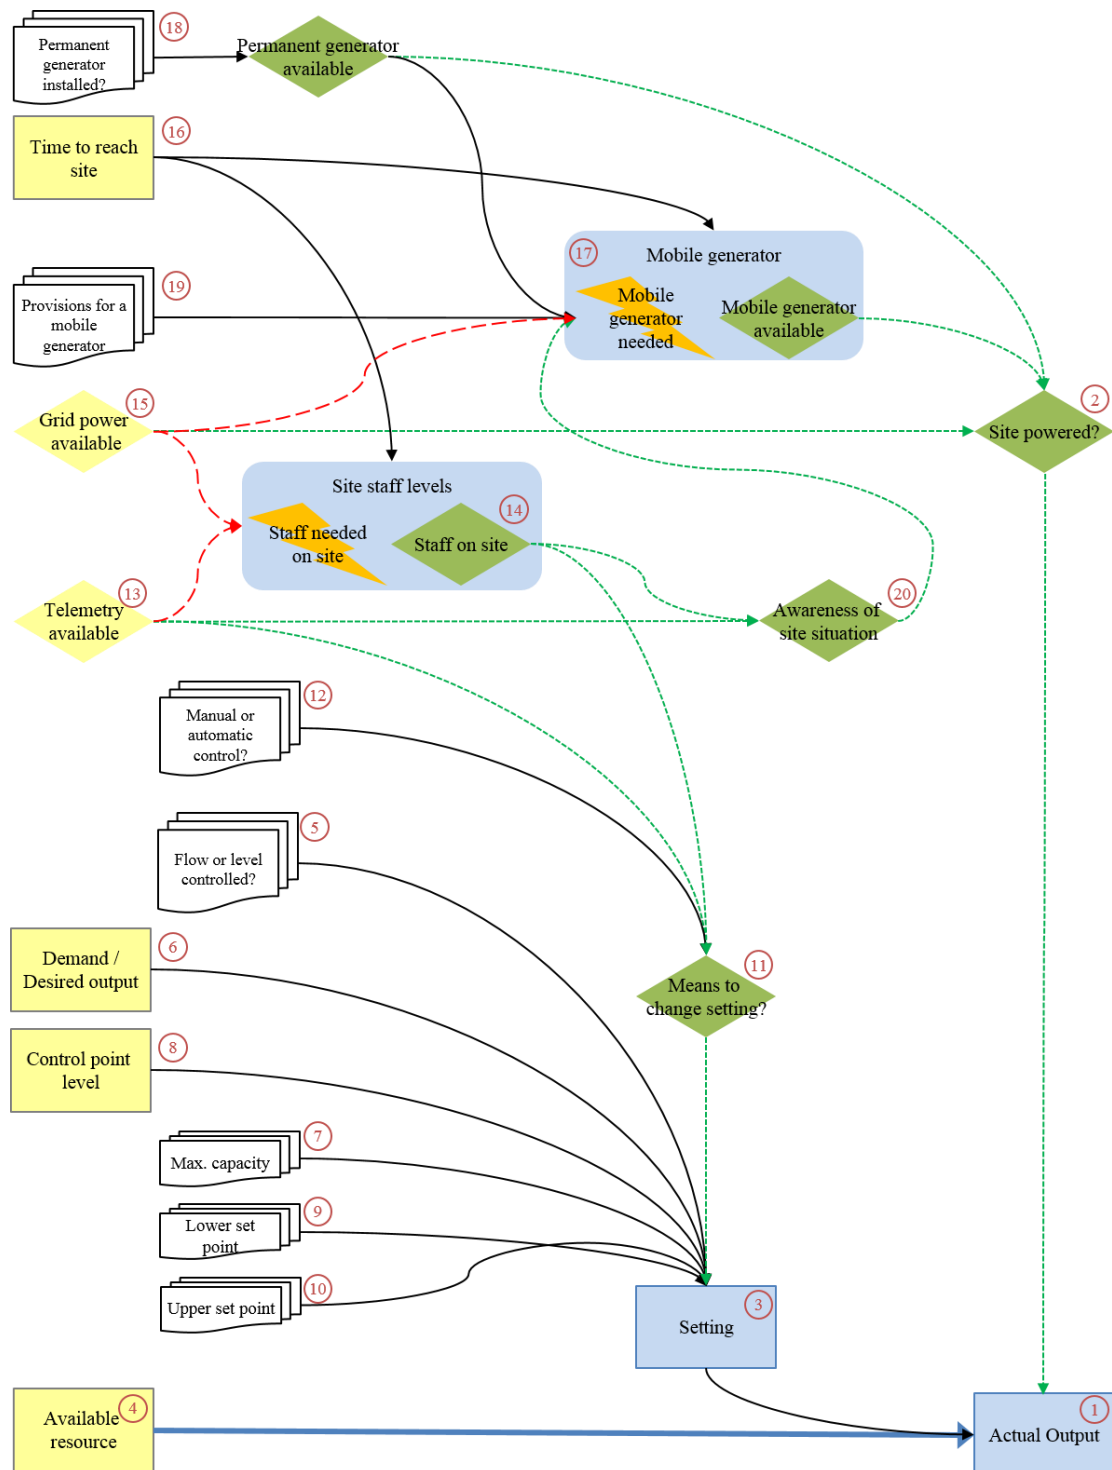 18
Permanent
generator
installed?
Permanent generator
available
16
Time to reach
site
17
Mobile generator
19
Provisions for a
mobile
generator
Mobile
generator
needed
Mobile generator
available
15
Grid power
available
2
Site powered?
Site staff levels
14
Staff needed
on site
Staff on site
13
Telemetry
available
20
Awareness of
site situation
12
Manual or
automatic
control?
5
Flow or level
controlled?
6
Demand /
Desired output
11
Means to
change setting?
8
Control point
level
7
Max. capacity
9
Lower set
point
10
Upper set point
3
Setting
4
Available
resource
1
Actual Output